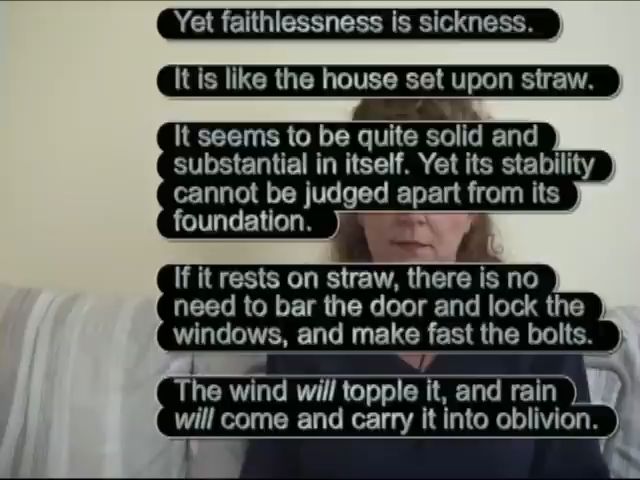 Yet faithlessness is sickness.
It is like the house set upon straw.
It seems to be quite solid and
substantial in itself. Yet its stability
cannot be judged apart from its
foundation.
If it rests on straw, there is no
need to bar the door and lock the
windows, and make fast the bolts.
The wind will topple it, and rain
will come and carry it into oblivion.